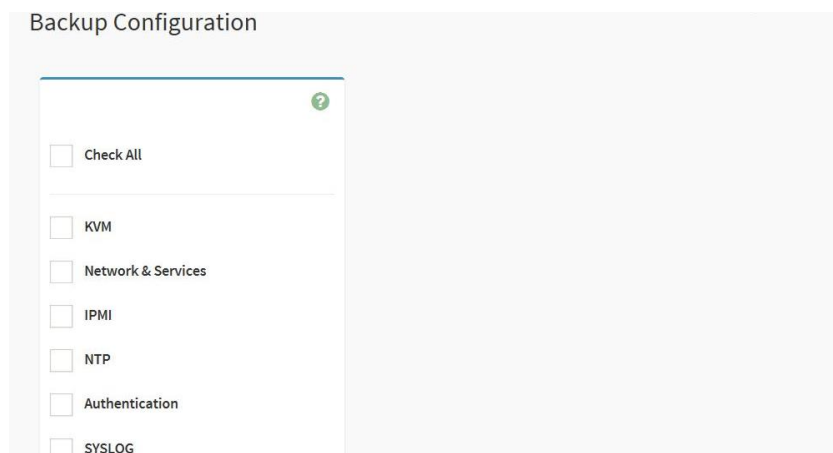 Backup Configuration
?
Check All
KVM
Network & Services
IPMI
NTP
Authentication
SYSLOG